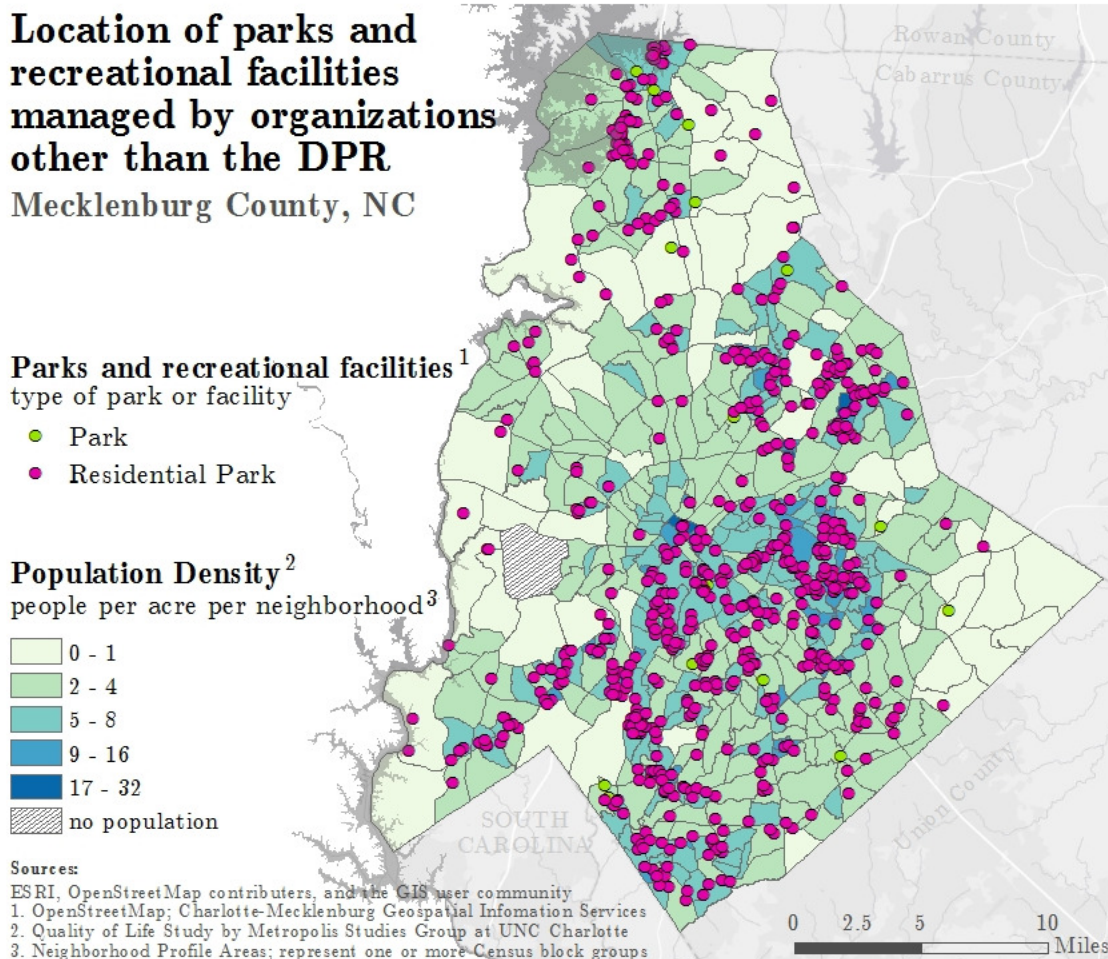 Location of parks and
recreational facilities
managed by organizations
other than the DPR
Mecklenburg County, NC
Rowan County
Cabarrus County
Parks and recreational facilities 1
type of park or facility
Park
Residential Park
Population Density 2
people per acre per neighborhood 3
0 - 1
2 - 4
5 - 8
9 - 16
17 - 32
no population
SOUTH
CAROLINA
Union County
Sources:
ESRI, OpenStreetMap contributers, and the GIS user community
1. OpenStreetMap; Charlotte-Mecklenburg Geospatial Infomation Services
2. Quality of Life Study by Metropolis Studies Group at UNC Charlotte
3. Neighborhood Profile Areas; represent one or more Census block groups
0 2.5 5 10
Miles